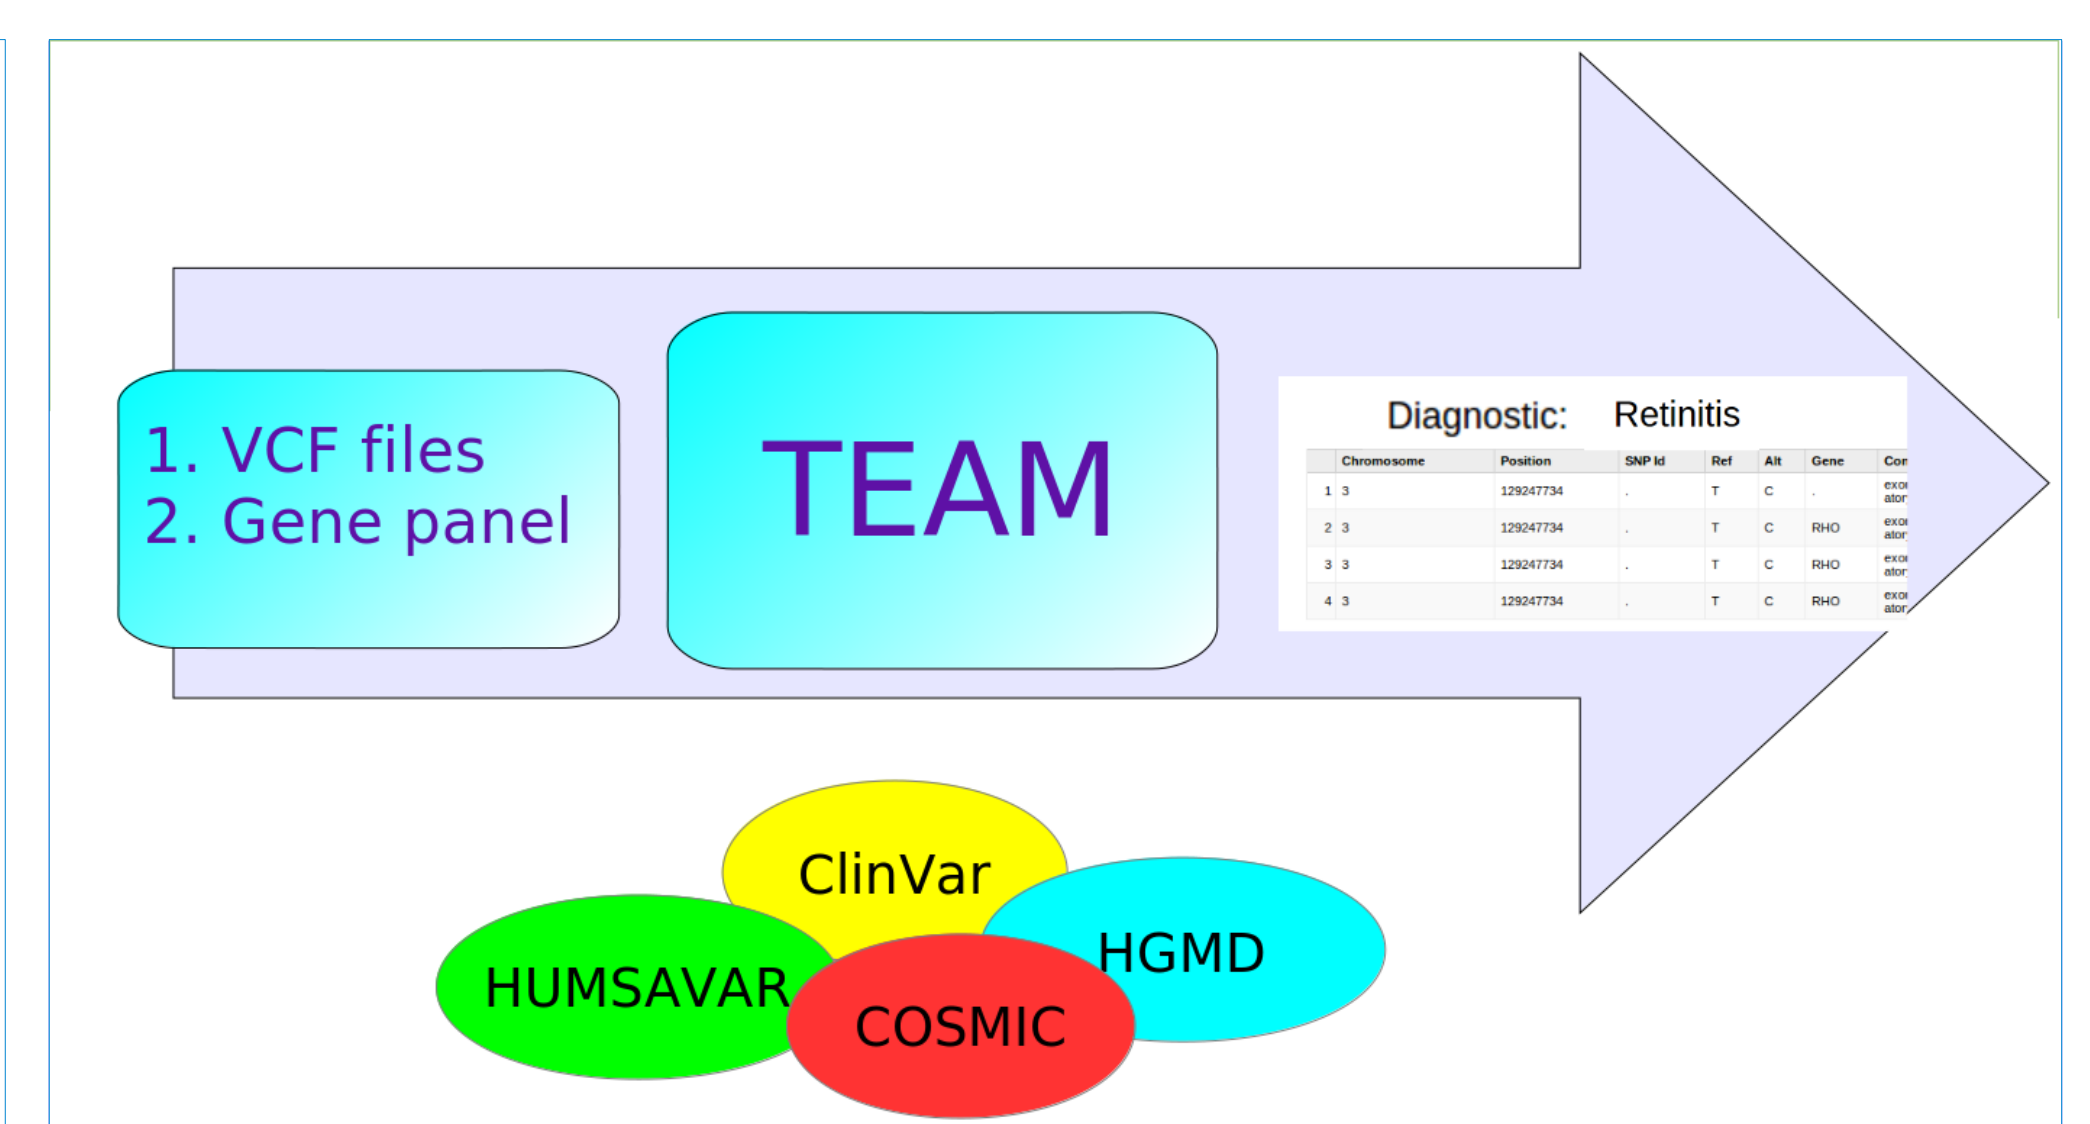 1. VCF files
2. Gene panel
TEAM
Diagnostic: Retinitis
Chromosome Position SNP Id Ref Alt Gene
1 3 129247734 . T C .
2 3 129247734 . T C RHO
3 3 129247734 . T C RHO
4 3 129247734 . T C RHO
ClinVar
HGMD
HUMSAVAR
COSMIC